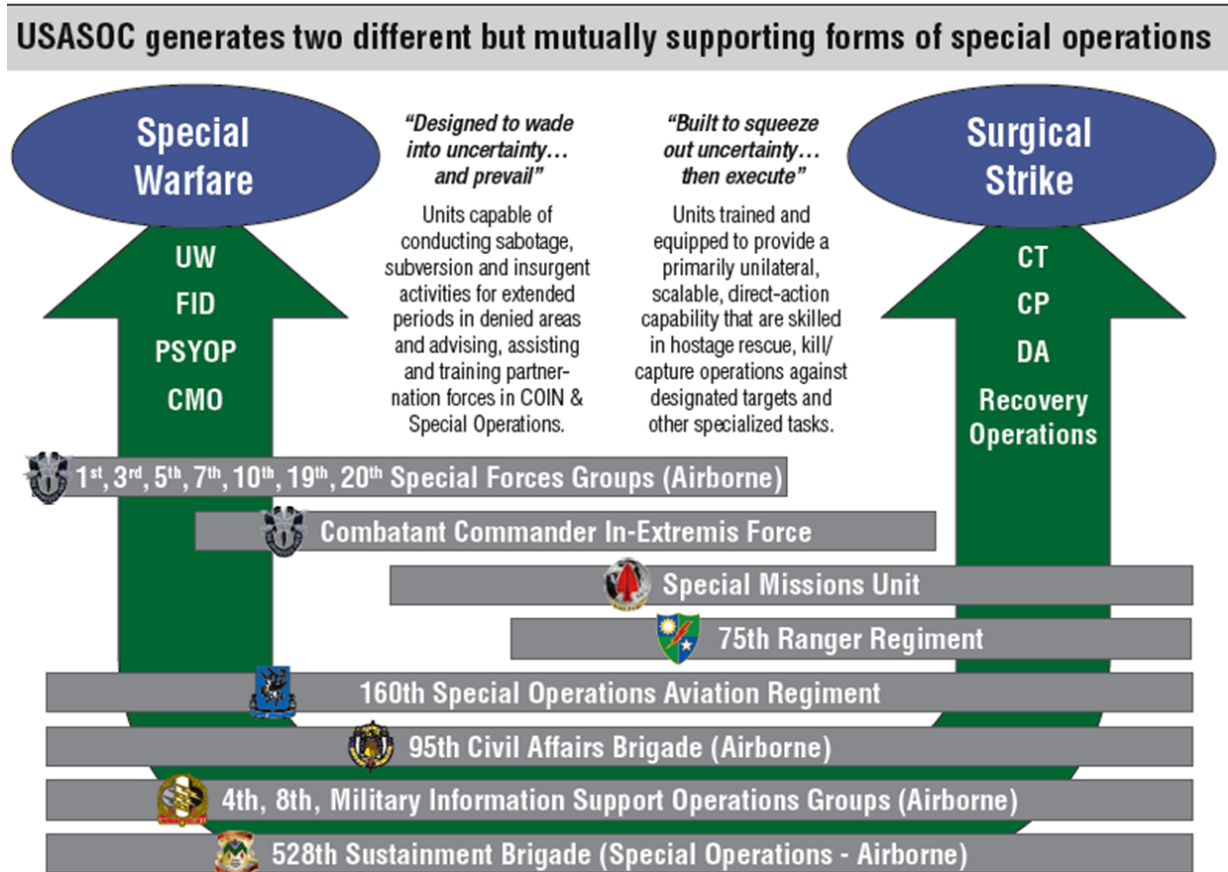 USASOC generates two different but mutually supporting forms of special operations
Special
Warfare
"Designed to wade
into uncertainty…
and prevail"
Units capable of
conducting sabotage,
subversion and insurgent
activities for extended
periods in denied areas
and advising, assisting
and training partner-
nation forces in COIN &
Special Operations.
"Built to squeeze
out uncertainty…
then execute"
Units trained and
equipped to provide a
primarily unilateral,
scalable, direct-action
capability that are skilled
in hostage rescue, kill/
capture operations against
designated targets and
other specialized tasks.
Surgical
Strike
UW
FID
PSYOP
CMO
CT
CP
DA
Recovery
Operations
1st, 3rd, 5th, 7th, 10th, 19th, 20th Special Forces Groups (Airborne)
Combatant Commander In-Extremis Force
Special Missions Unit
75th Ranger Regiment
160th Special Operations Aviation Regiment
95th Civil Affairs Brigade (Airborne)
4th, 8th, Military Information Support Operations Groups (Airborne)
528th Sustainment Brigade (Special Operations - Airborne)